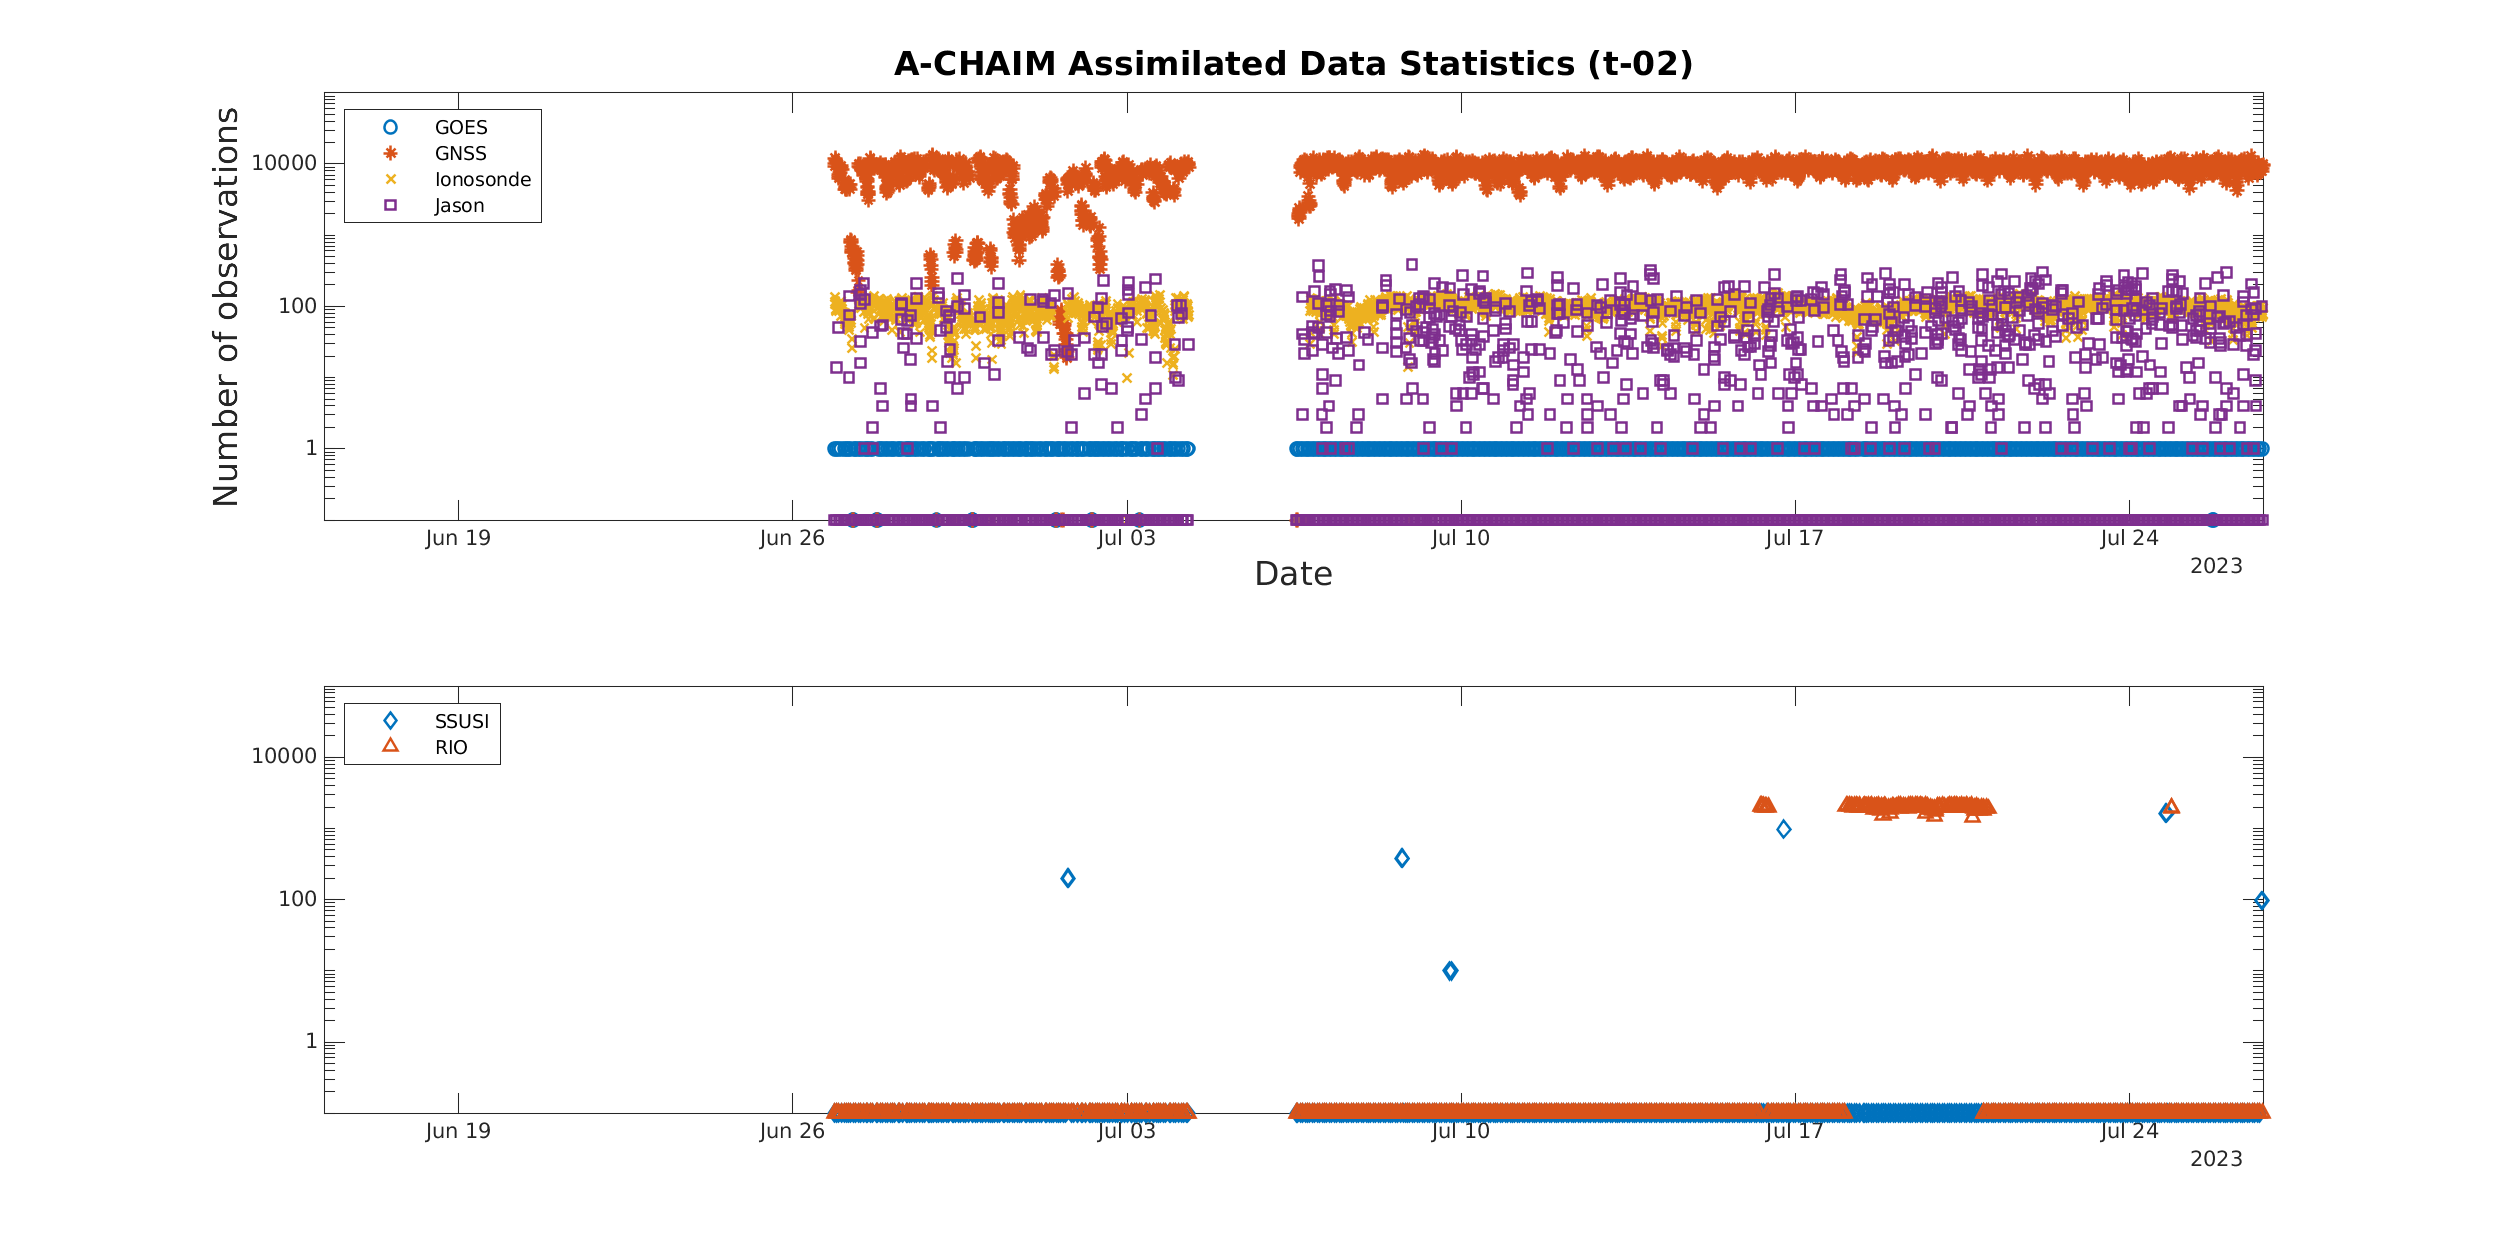 A-CHAIM Assimilated Data Statistics (t-02)
GOES
GNSS
Ionosonde
Jason
Number of observations
10000
100
1
Jun 19
Jun 26
Jul 03
Jul 10
Jul 17
Jul 24
2023
Date
SSUSI
RIO
10000
100
1
Jun 19
Jun 26
Jul 03
Jul 10
Jul 17
Jul 24
2023